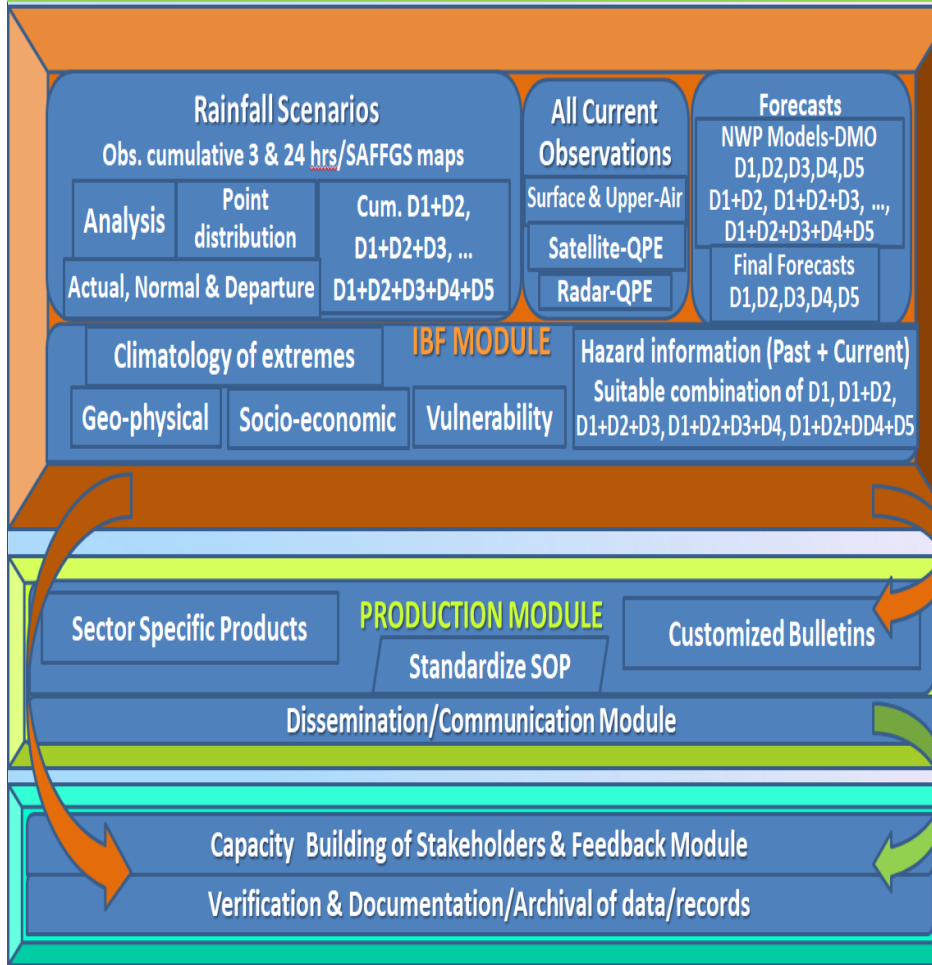 Rainfall Scenarios
Obs. cumulative 3 & 24 hrs/SAFFGS maps
Analysis
Point
distribution
Cum. D1+D2,
D1+D2+D3, ...
D1+D2+D3+D4+D5
Actual, Normal & Departure
All Current
Observations
Surface & Upper-Air
Satellite-QPE
Radar-QPE
Forecasts
NWP Models-DMO
D1,D2,D3,D4,D5
D1+D2, D1+D2+D3, ...,
D1+D2+D3+D4+D5
Final Forecasts
D1,D2,D3,D4,D5
IBF MODULE
Climatology of extremes
Geo-physical
Socio-economic
Vulnerability
Hazard information (Past + Current)
Suitable combination of D1, D1+D2,
D1+D2+D3, D1+D2+D3+D4, D1+D2+DD4+D5
PRODUCTION MODULE
Sector Specific Products
Standardize SOP
Customized Bulletins
Dissemination/Communication Module
Capacity Building of Stakeholders & Feedback Module
Verification & Documentation/Archival of data/records